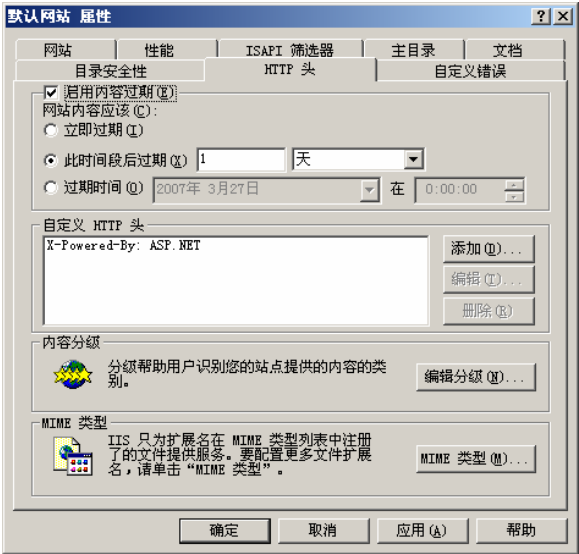 默认网站 属性
网站 性能 ISAPI 筛选器 主目录 文档
目录安全性 HTTP 头 自定义错误
启用内容过期(E)
网站内容应该(C):
立即过期(I)
此时间段后过期(X) 1 天
过期时间(O) 2007年 3月27日 在 0:00:00
自定义 HTTP 头
X-Powered-By: ASP.NET
添加(D)...
编辑(T)...
删除(R)
内容分级
分级帮助用户识别您的站点提供的内容的类
别。
编辑分级(N)...
MIME 类型
IIS 只为扩展名在 MIME 类型列表中注册
了的文件提供服务。要配置更多文件扩展
名，请单击“MIME 类型”。
MIME 类型(M)...
确定 取消 应用(A) 帮助